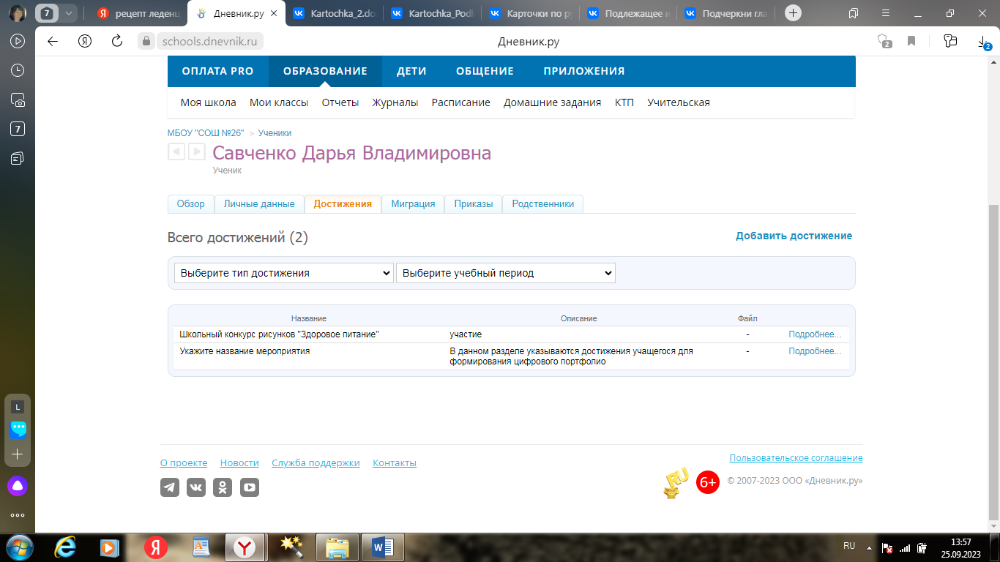 7
рецепт леденц
Дневник.ру
Kartochka_2.do
Kartochka_Podl
Карточки по ру
Подлежащее и
Подчеркни гла
schools.dnevnik.ru
Дневник.ру
2
2
7
ОПЛАТА PRO ОБРАЗОВАНИЕ ДЕТИ ОБЩЕНИЕ ПРИЛОЖЕНИЯ
Моя школа Мои классы Отчеты Журналы Расписание Домашние задания КТП Учительская
МБОУ "СОШ №26" > Ученики
Савченко Дарья Владимировна
Ученик
Обзор Личные данные Достижения Миграция Приказы Родственники
Всего достижений (2)
Добавить достижение
Выберите тип достижения Выберите учебный период
Название Описание Файл
Школьный конкурс рисунков "Здоровое питание" участие - Подробнее...
Укажите название мероприятия В данном разделе указываются достижения учащегося для - Подробнее...
формирования цифрового портфолио
L
О проекте Новости Служба поддержки Контакты
Пользовательское соглашение
RU
6+
© 2007-2023 ООО «Дневник.ру»
RU
13:57
25.09.2023